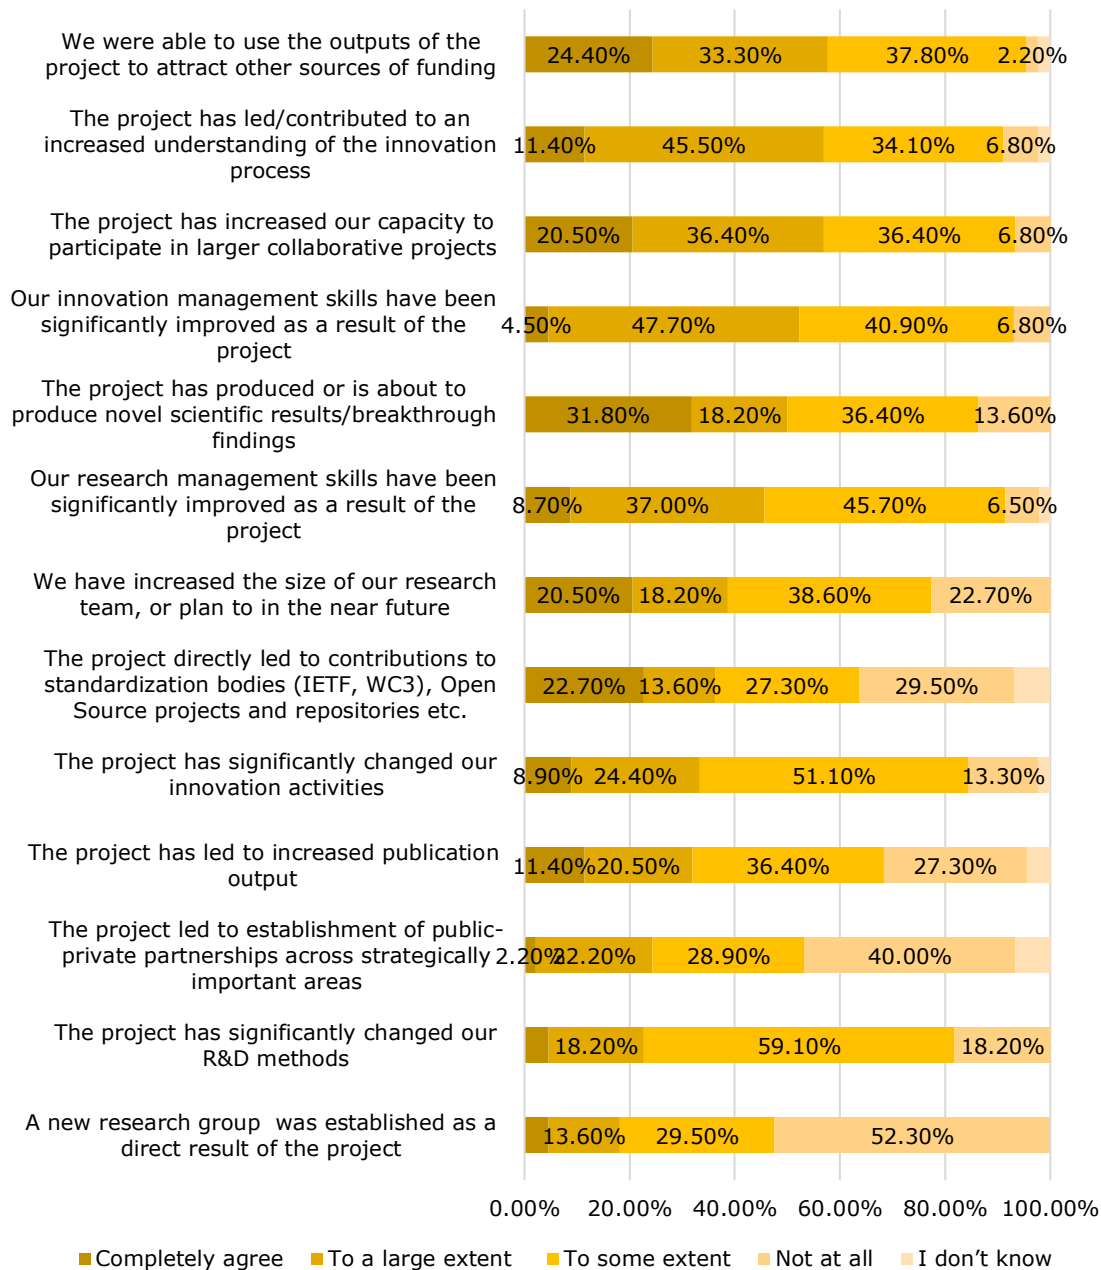 We were able to use the outputs of the
project to attract other sources of funding
24.40% 33.30% 37.80% 2.20%
The project has led/contributed to an
increased understanding of the innovation
process
11.40% 45.50% 34.10% 6.80%
The project has increased our capacity to
participate in larger collaborative projects
20.50% 36.40% 36.40% 6.80%
Our innovation management skills have been
significantly improved as a result of the
project
4.50% 47.70% 40.90% 6.80%
The project has produced or is about to
produce novel scientific results/breakthrough
findings
31.80% 18.20% 36.40% 13.60%
Our research management skills have been
significantly improved as a result of the
project
8.70% 37.00% 45.70% 6.50%
We have increased the size of our research
team, or plan to in the near future
20.50% 18.20% 38.60% 22.70%
The project directly led to contributions to
standardization bodies (IETF, WC3), Open
Source projects and repositories etc.
22.70% 13.60% 27.30% 29.50%
The project has significantly changed our
innovation activities
8.90% 24.40% 51.10% 13.30%
The project has led to increased publication
output
11.40% 20.50% 36.40% 27.30%
The project led to establishment of public-
private partnerships across strategically
important areas
2.20% 22.20% 28.90% 40.00%
The project has significantly changed our
R&D methods
18.20% 59.10% 18.20%
A new research group was established as a
direct result of the project
13.60% 29.50% 52.30%
0.00% 20.00% 40.00% 60.00% 80.00% 100.00%
Completely agree To a large extent To some extent Not at all I don't know